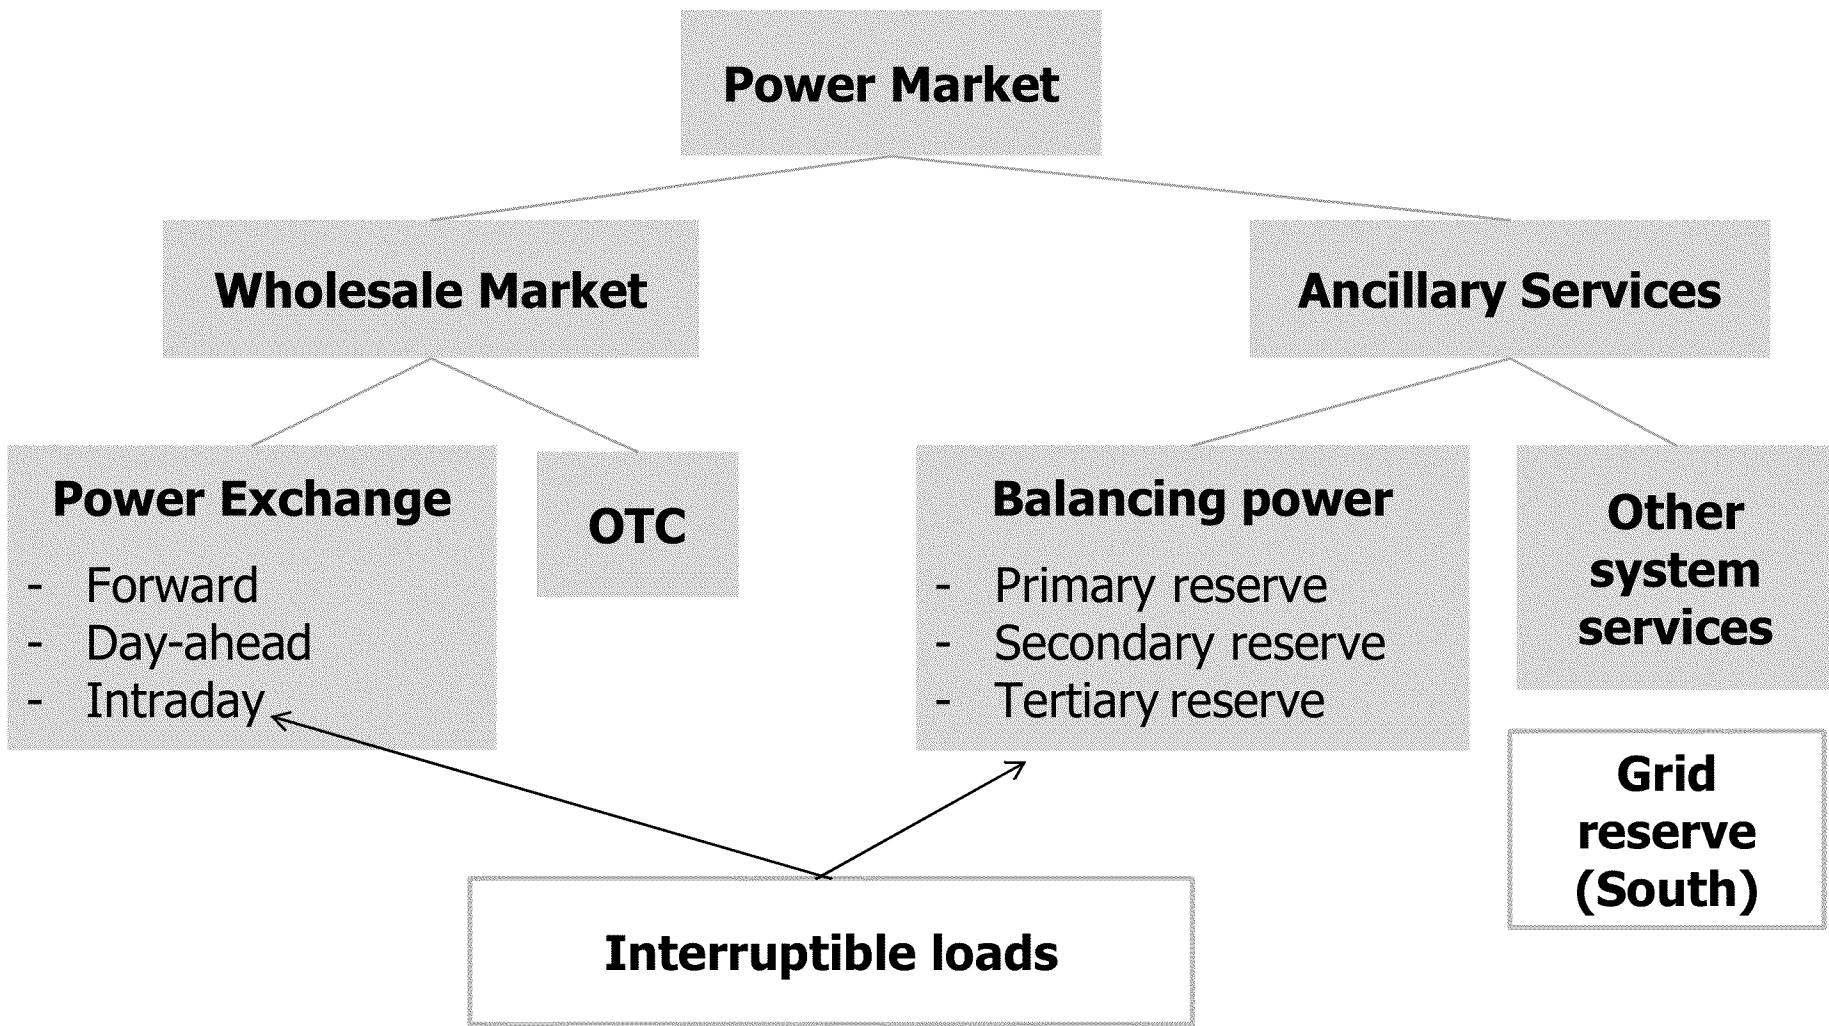 Power Market
Wholesale Market
Ancillary Services
Power Exchange
- Forward
- Day-ahead
- Intraday
OTC
Balancing power
- Primary reserve
- Secondary reserve
- Tertiary reserve
Other
system
services
Grid
reserve
(South)
Interruptible loads